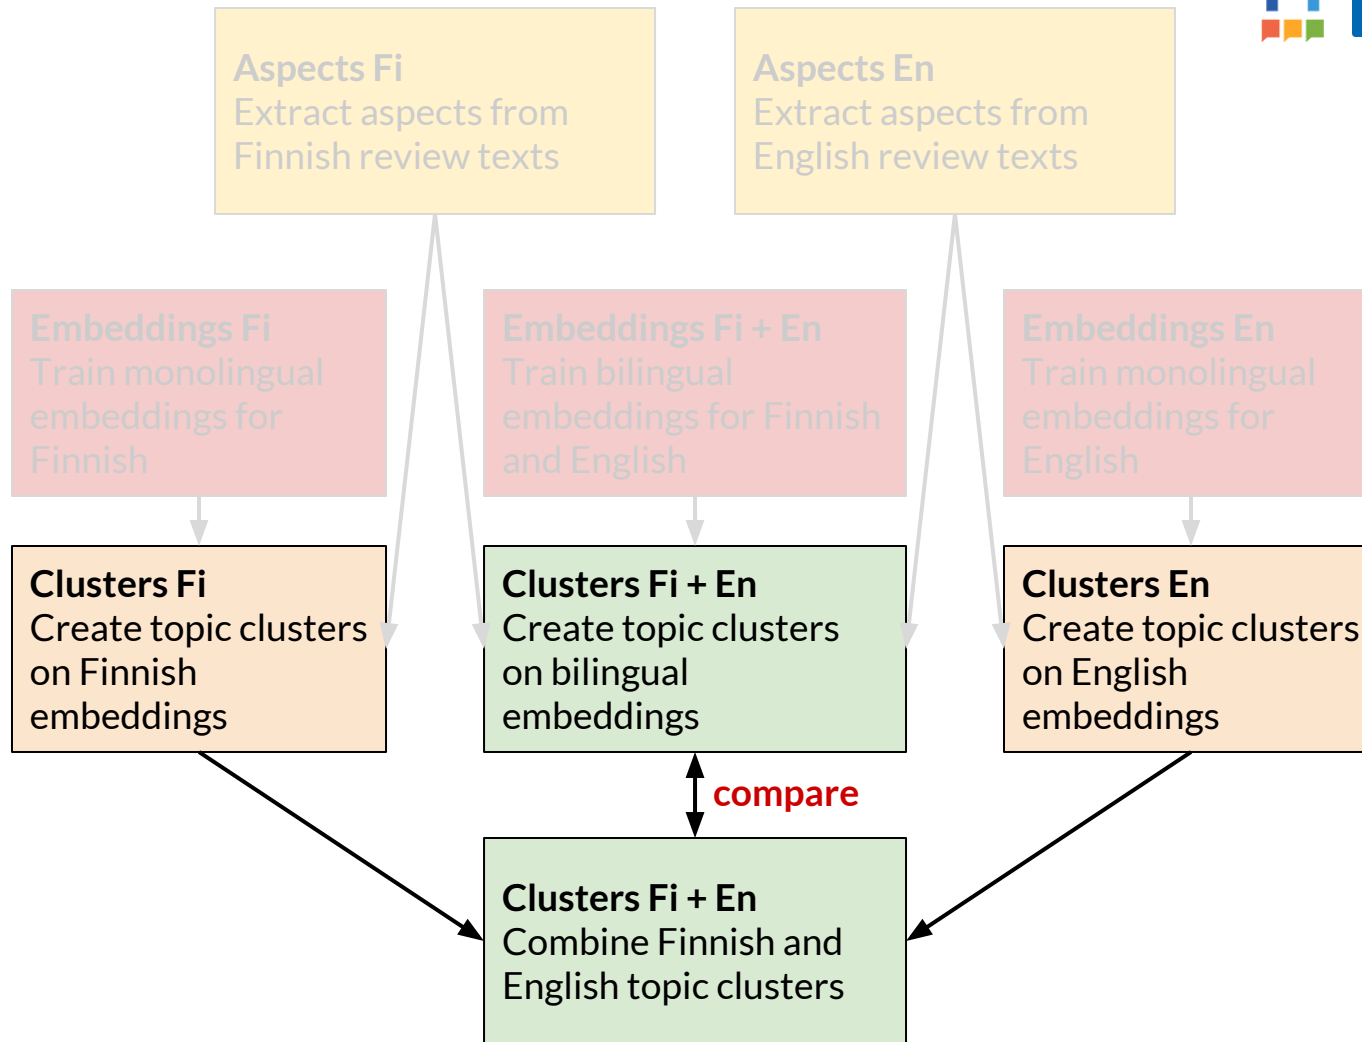 Aspects Fi
Extract aspects from
Finnish review texts
Aspects En
Extract aspects from
English review texts
Embeddings Fi
Train monolingual
embeddings for
Finnish
Embeddings Fi + En
Train bilingual
embeddings for Finnish
and English
Embeddings En
Train monolingual
embeddings for
English
Clusters Fi
Create topic clusters
on Finnish
embeddings
Clusters Fi + En
Create topic clusters
on bilingual
embeddings
Clusters En
Create topic clusters
on English
embeddings
compare
Clusters Fi + En
Combine Finnish and
English topic clusters